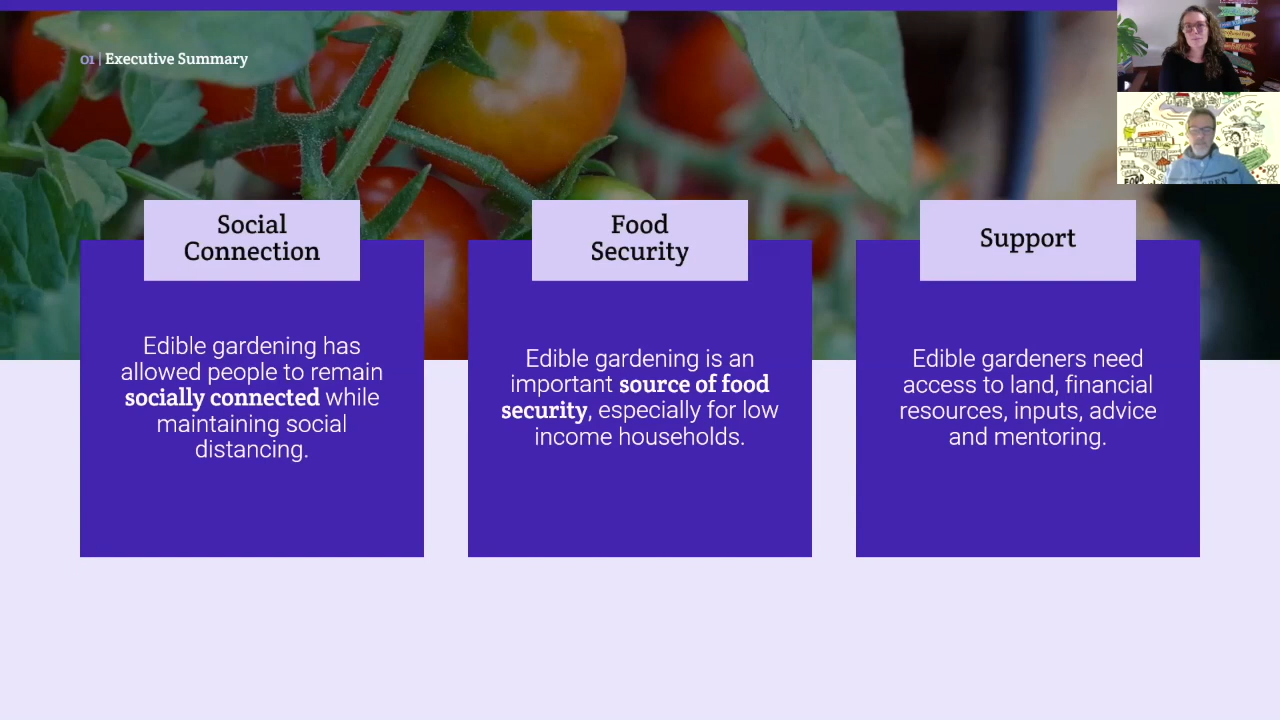 01 | Executive Summary
Social
Connection
Edible gardening has
allowed people to remain
socially connected while
maintaining social
distancing.
Food
Security
Edible gardening is an
important source of food
security, especially for low
income households.
Support
Edible gardeners need
access to land, financial
resources, inputs, advice
and mentoring.